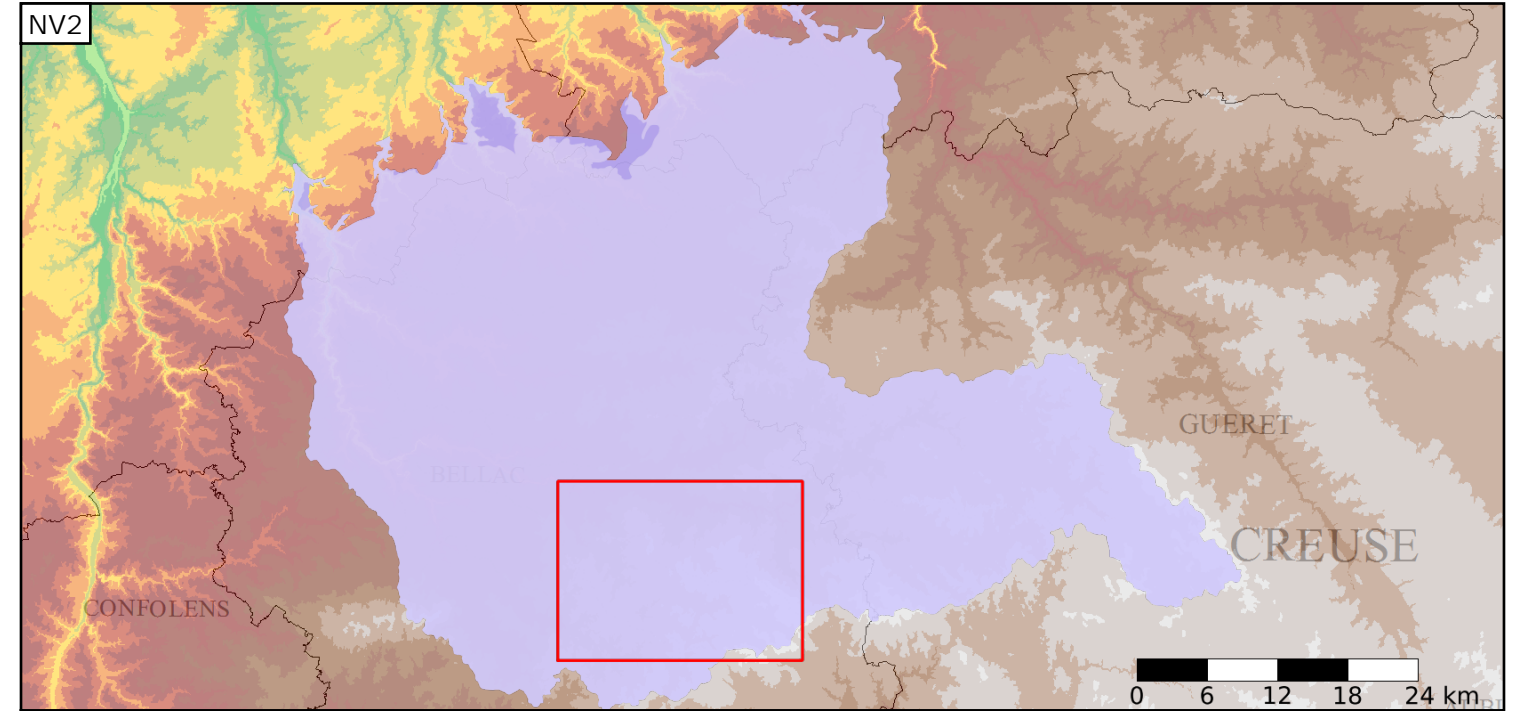 NV2
GUERET
BELLAC
CREUSE
CONFOLENS
0 6 12 18 24 km